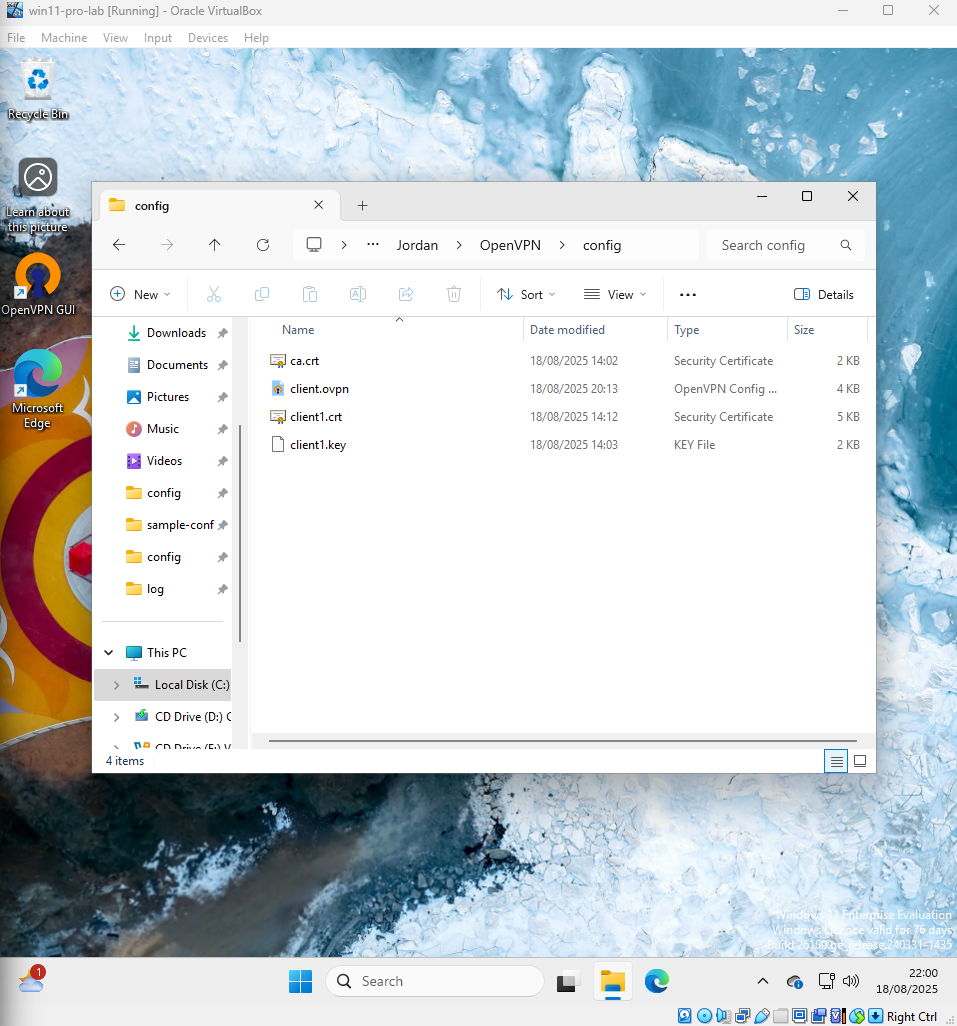 win11-pro-lab [Running] - Oracle VirtualBox
File Machine View Input Devices Help
Recycle Bin
Learn about
this picture
OpenVPN GUI
Microsoft
Edge
config
Jordan OpenVPN config
Search config
New Sort View Details
Downloads
Documents
Pictures
Music
Videos
config
sample-conf
config
log
This PC
Local Disk (C:)
CD Drive (D:) C
CD Drive (E:) V
Name Date modified Type Size
ca.crt 18/08/2025 14:02 Security Certificate 2 KB
client.ovpn 18/08/2025 20:13 OpenVPN Config ... 4 KB
client1.crt 18/08/2025 14:12 Security Certificate 5 KB
client1.key 18/08/2025 14:03 KEY File 2 KB
4 items
Windows 11 Enterprise Evaluation
Windows Licence valid for 76 days
Build 26100.ge_release.240331-1435
1
Search
22:00
18/08/2025
Right Ctrl